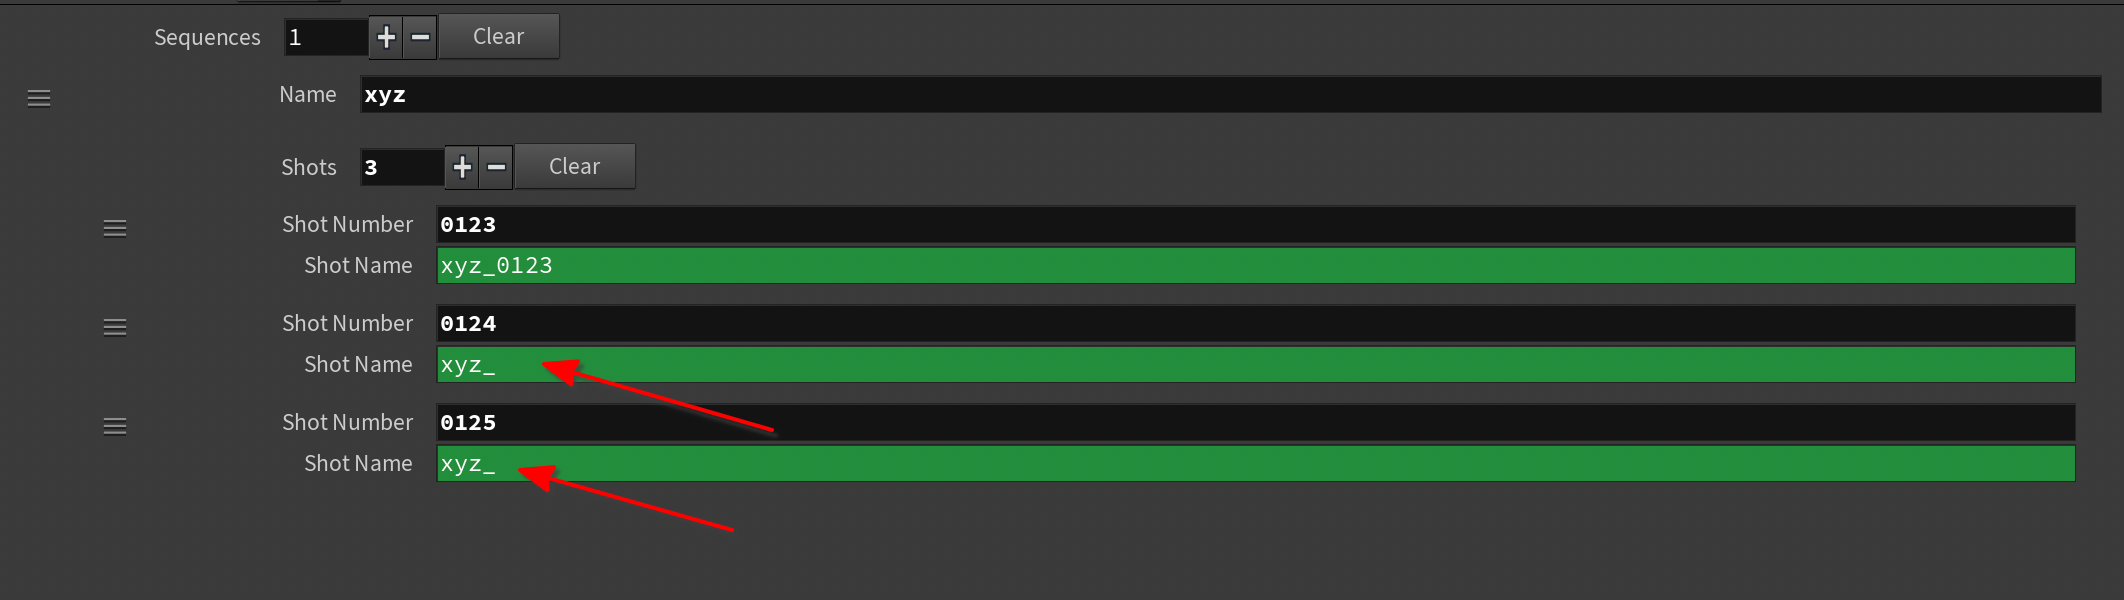 Sequences 1 + − Clear
Name xyz
Shots 3 + − Clear
Shot Number 0123
Shot Name xyz_0123
Shot Number 0124
Shot Name xyz_
Shot Number 0125
Shot Name xyz_